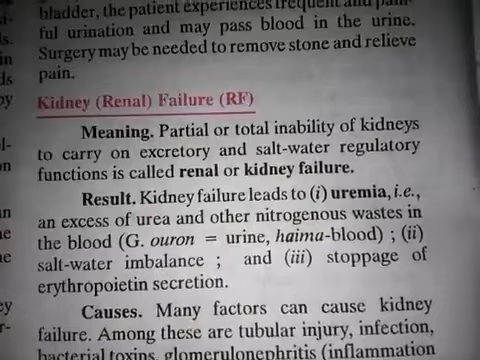 bladder, the patient experiences frequent and pain-
ful urination and may pass blood in the urine.
Surgery may be needed to remove stone and relieve
pain.
Kidney (Renal) Failure (RF)
Meaning. Partial or total inability of kidneys
to carry on excretory and salt-water regulatory
functions is called renal or kidney failure.
Result. Kidney failure leads to (i) uremia, i.e.,
an excess of urea and other nitrogenous wastes in
the blood (G. ouron = urine, haima-blood) ; (ii)
salt-water imbalance ; and (iii) stoppage of
erythropoietin secretion.
Causes. Many factors can cause kidney
failure. Among these are tubular injury, infection,
bacterial toxins, glomerulonephritis (inflammation